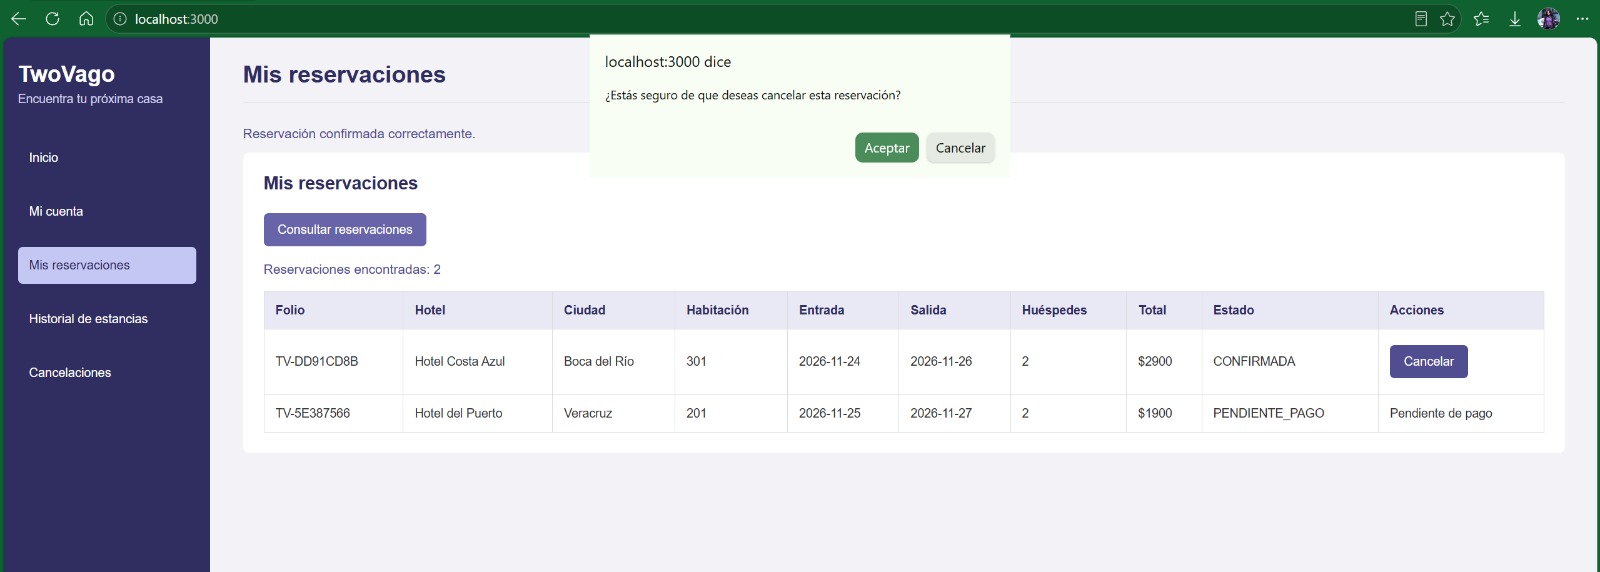 localhost:3000
TwoVago
Encuentra tu próxima casa
Inicio
Mi cuenta
Mis reservaciones
Historial de estancias
Cancelaciones
localhost:3000 dice
¿Estás seguro de que deseas cancelar esta reservación?
Aceptar Cancelar
Mis reservaciones
Reservación confirmada correctamente.
Mis reservaciones
Consultar reservaciones
Reservaciones encontradas: 2
Folio Hotel Ciudad Habitación Entrada Salida Huéspedes Total Estado Acciones
TV-DD91CD8B Hotel Costa Azul Boca del Río 301 2026-11-24 2026-11-26 2 $2900 CONFIRMADA Cancelar
TV-5E387566 Hotel del Puerto Veracruz 201 2026-11-25 2026-11-27 2 $1900 PENDIENTE_PAGO Pendiente de pago